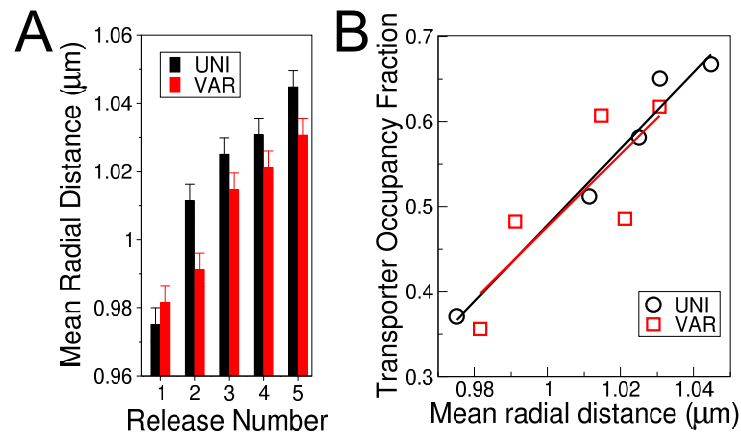 A
Mean Radial Distance (μm)
1.06
1.04
1.02
1
0.98
0.96
UNI
VAR
1 2 3 4 5
Release Number
B
Transporter Occupancy Fraction
0.7
0.6
0.5
0.4
0.3
UNI
VAR
0.98 1 1.02 1.04
Mean radial distance (μm)